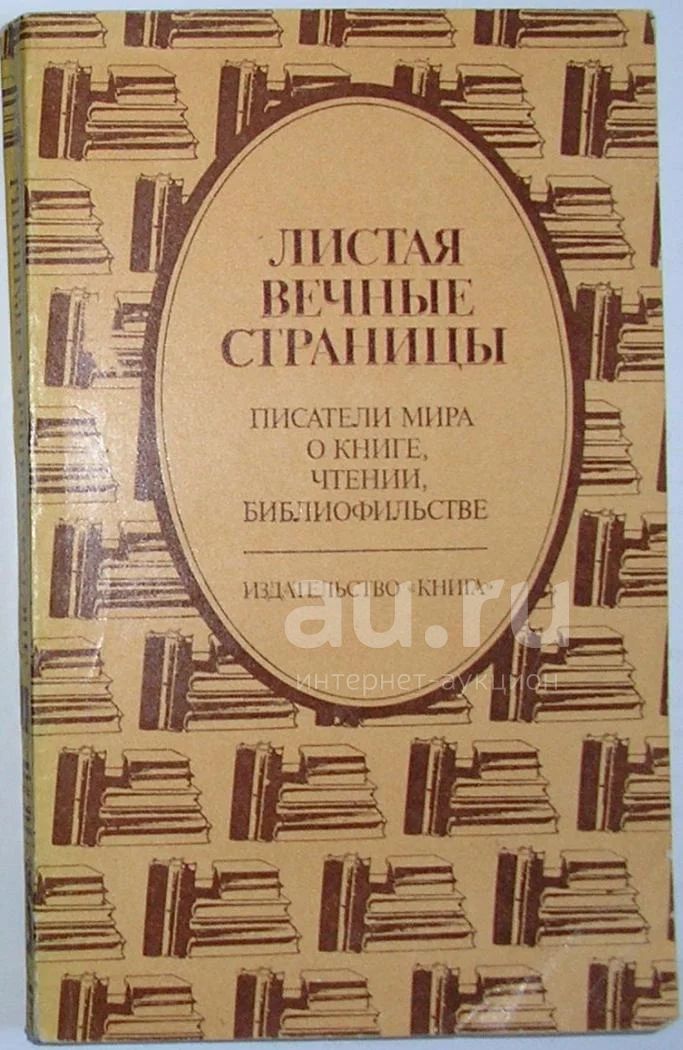 ЛИСТАЯ
ВЕЧНЫЕ
СТРАНИЦЫ
ПИСАТЕЛИ МИРА
О КНИГЕ,
ЧТЕНИИ,
БИБЛИОФИЛЬСТВЕ
ИЗДАТЕЛЬСТВО «КНИГА»
au.ru
интернет-аукцион